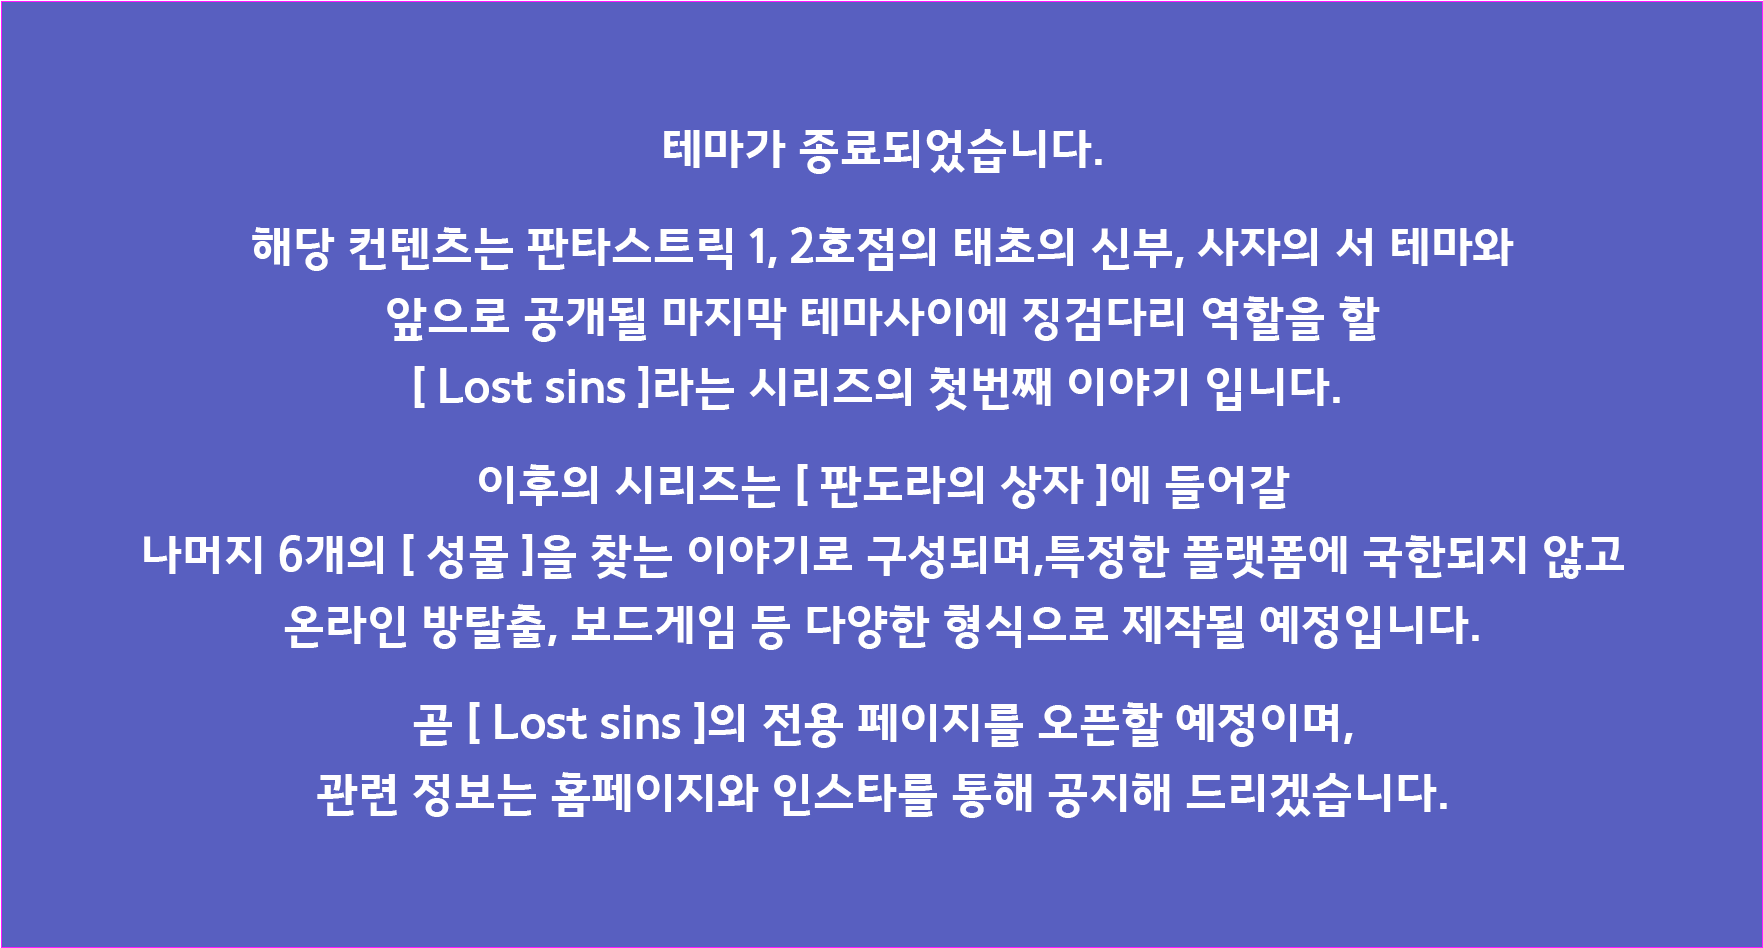 테마가 종료되었습니다.
해당 컨텐츠는 판타스트릭 1, 2호점의 태초의 신부, 사자의 서 테마와
앞으로 공개될 마지막 테마사이에 징검다리 역할을 할
[ Lost sins ]라는 시리즈의 첫번째 이야기 입니다.
이후의 시리즈는 [ 판도라의 상자 ]에 들어갈
나머지 6개의 [ 성물 ]을 찾는 이야기로 구성되며,특정한 플랫폼에 국한되지 않고
온라인 방탈출, 보드게임 등 다양한 형식으로 제작될 예정입니다.
곧 [ Lost sins ]의 전용 페이지를 오픈할 예정이며,
관련 정보는 홈페이지와 인스타를 통해 공지해 드리겠습니다.